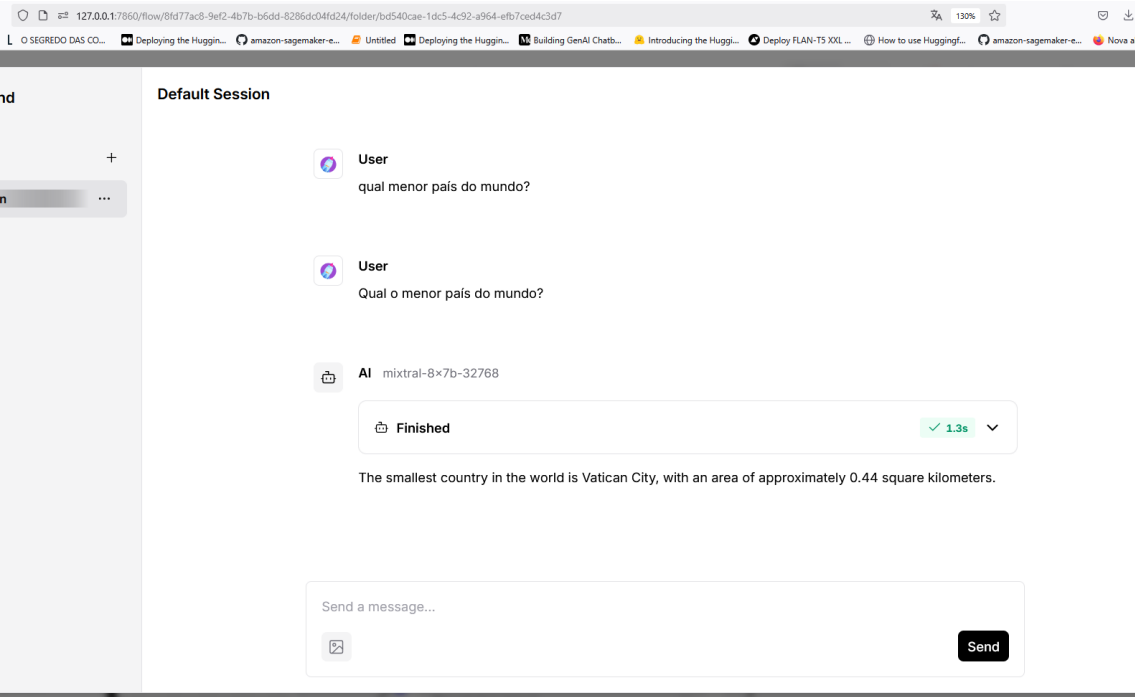 127.0.0.1:7860/flow/8fd77ac8-9ef2-4b7b-b6dd-8286dc04fd24/folder/bd540cae-1dc5-4c92-a964-efb7ced4c3d7 130%
L O SEGREDO DAS CO... Deploying the Huggin... amazon-sagemaker-e... Untitled Deploying the Huggin... Building GenAI Chatb... Introducing the Huggi... Deploy FLAN-T5 XXL ... How to use Huggingf... amazon-sagemaker-e... Nova a
nd
Default Session
+
n ...
User
qual menor país do mundo?
User
Qual o menor país do mundo?
AI mixtral-8x7b-32768
Finished 1.3s
The smallest country in the world is Vatican City, with an area of approximately 0.44 square kilometers.
Send a message...
Send